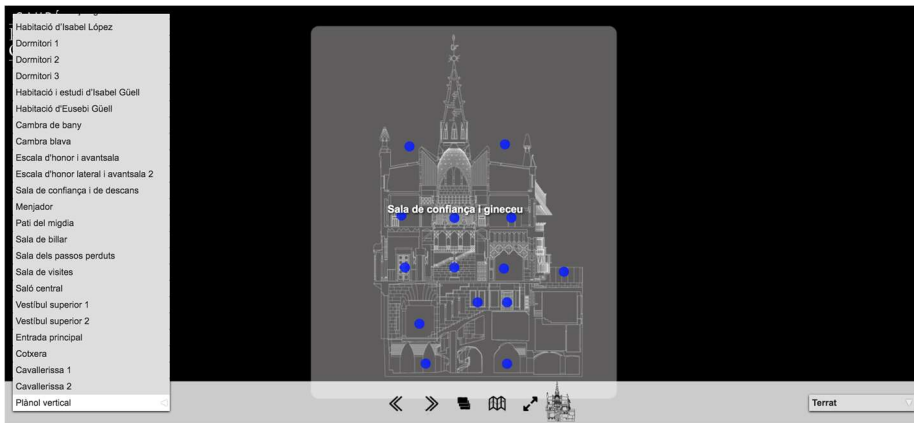 Habitació d'Isabel López
Dormitori 1
Dormitori 2
Dormitori 3
Habitació i estudi d'Isabel Güell
Habitació d'Eusebi Güell
Cambra de bany
Cambra blava
Escala d'honor i avantsala
Escala d'honor lateral i avantsala 2
Sala de confiança i de descans
Menjador
Pati del migdia
Sala de billar
Sala dels passos perduts
Sala de visites
Saló central
Vestíbul superior 1
Vestíbul superior 2
Entrada principal
Cotxera
Cavallerissa 1
Cavallerissa 2
Plànol vertical
Sala de confiança i gineceu
Terrat